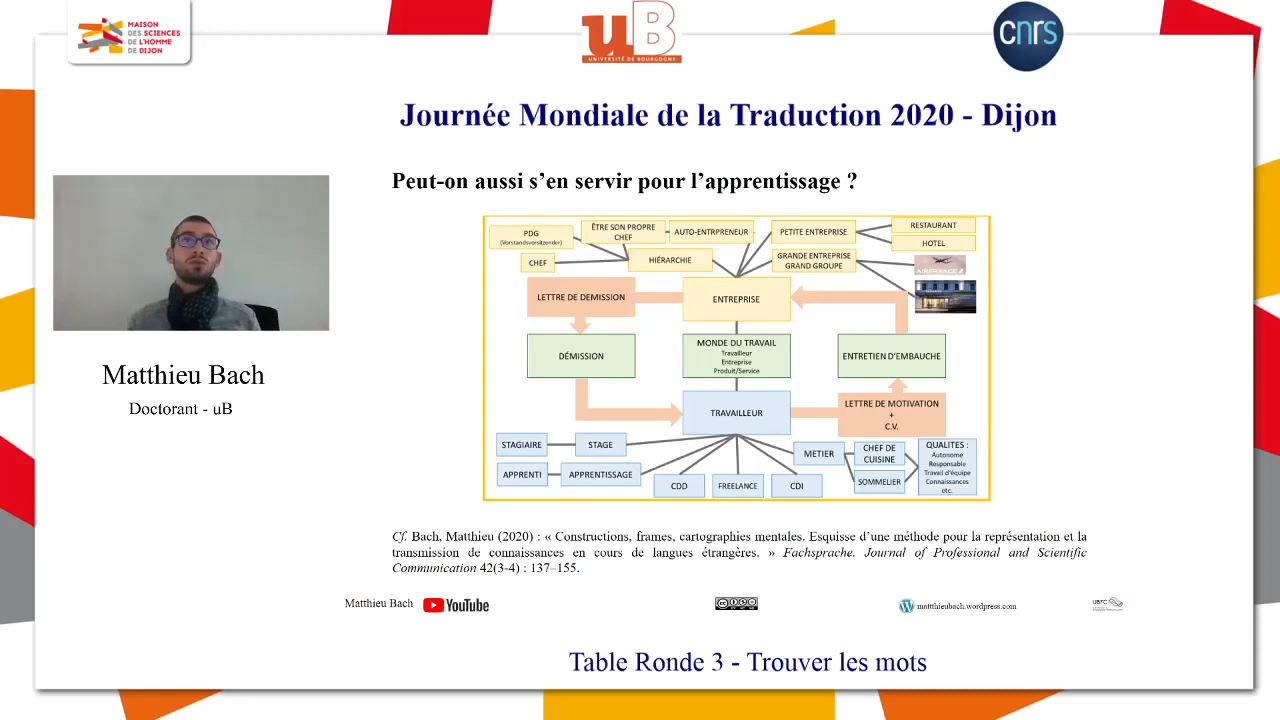 MAISON
DES SCIENCES
DE L'HOMME
DE DIJON
uB
UNIVERSITÉ DE BOURGOGNE
cnrs
Journée Mondiale de la Traduction 2020 - Dijon
Peut-on aussi s'en servir pour l'apprentissage ?
PDG
(Vorstandsvorsitzender)
ÊTRE SON PROPRE
CHEF
AUTO-ENTREPRENEUR
PETITE ENTREPRISE
RESTAURANT
HOTEL
CHEF
HIÉRARCHIE
GRANDE ENTREPRISE
GRAND GROUPE
AIRFRANCE
LETTRE DE DEMISSION
ENTREPRISE
DÉMISSION
MONDE DU TRAVAIL
Travailleur
Entreprise
Produit/Service
ENTRETIEN D'EMBAUCHE
TRAVAILLEUR
LETTRE DE MOTIVATION
+
C.V.
STAGIAIRE
STAGE
METIER
CHEF DE
CUISINE
QUALITES :
Autonome
Responsable
Travail d'équipe
Connaissances
etc.
APPRENTI
APPRENTISSAGE
CDD
FREELANCE
CDI
SOMMELIER
Matthieu Bach
Doctorant - uB
Cf. Bach, Matthieu (2020) : « Constructions, frames, cartographies mentales. Esquisse d'une méthode pour la représentation et la
transmission de connaissances en cours de langues étrangères. » Fachsprache. Journal of Professional and Scientific
Communication 42(3-4) : 137–155.
Matthieu Bach YouTube
mattthieubach.wordpress.com
UBFC
Table Ronde 3 - Trouver les mots